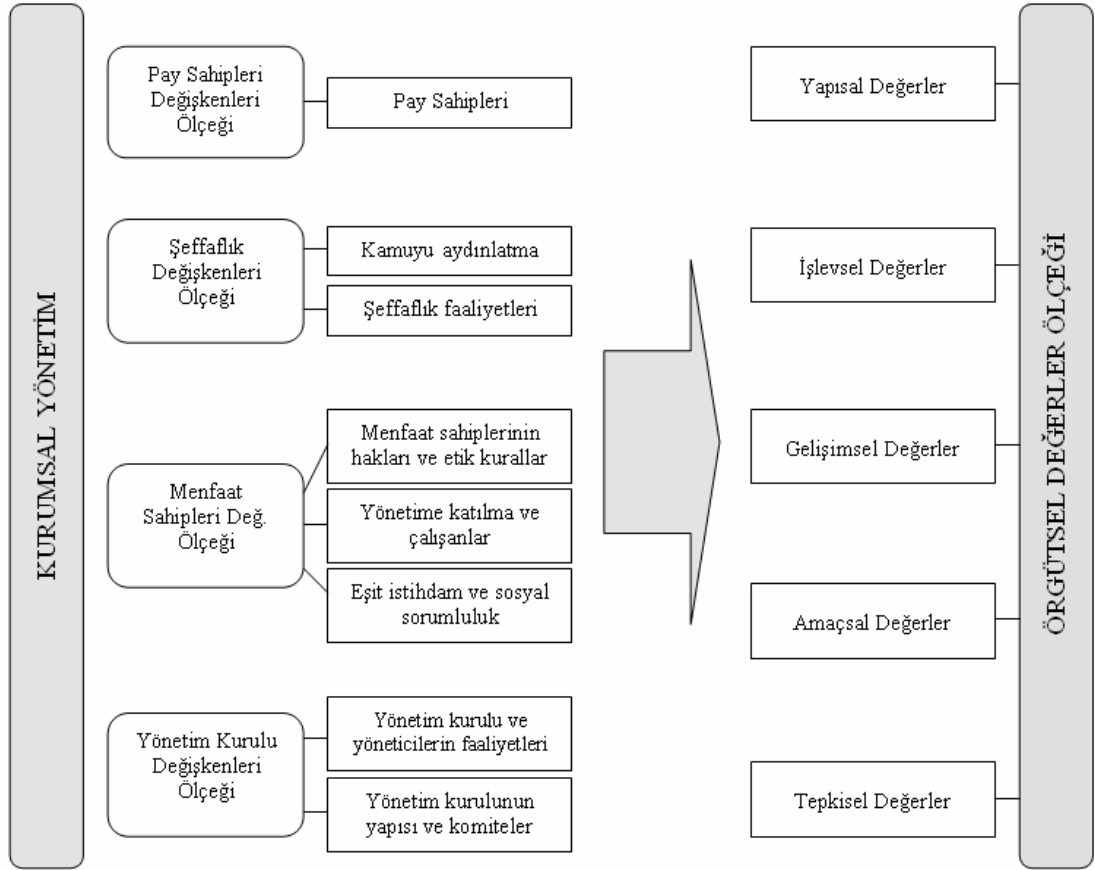 KURUMSAL YÖNETİM
Pay Sahipleri
Değişkenleri
Ölçeği
Pay Sahipleri
Şeffaflık
Değişkenleri
Ölçeği
Kamuyu aydınlatma
Şeffaflık faaliyetleri
Menfaat
Sahipleri Değ.
Ölçeği
Menfaat sahiplerinin
hakları ve etik kurallar
Yönetime katılma ve
çalışanlar
Eşit istihdam ve sosyal
sorumluluk
Yönetim Kurulu
Değişkenleri
Ölçeği
Yönetim kurulu ve
yöneticilerin faaliyetleri
Yönetim kurulunun
yapısı ve komiteler
Yapısal Değerler
İşlevsel Değerler
Gelişimsel Değerler
Amaçsal Değerler
Tepkisel Değerler
ÖRGÜTSEL DEĞERLER ÖLÇEĞİ